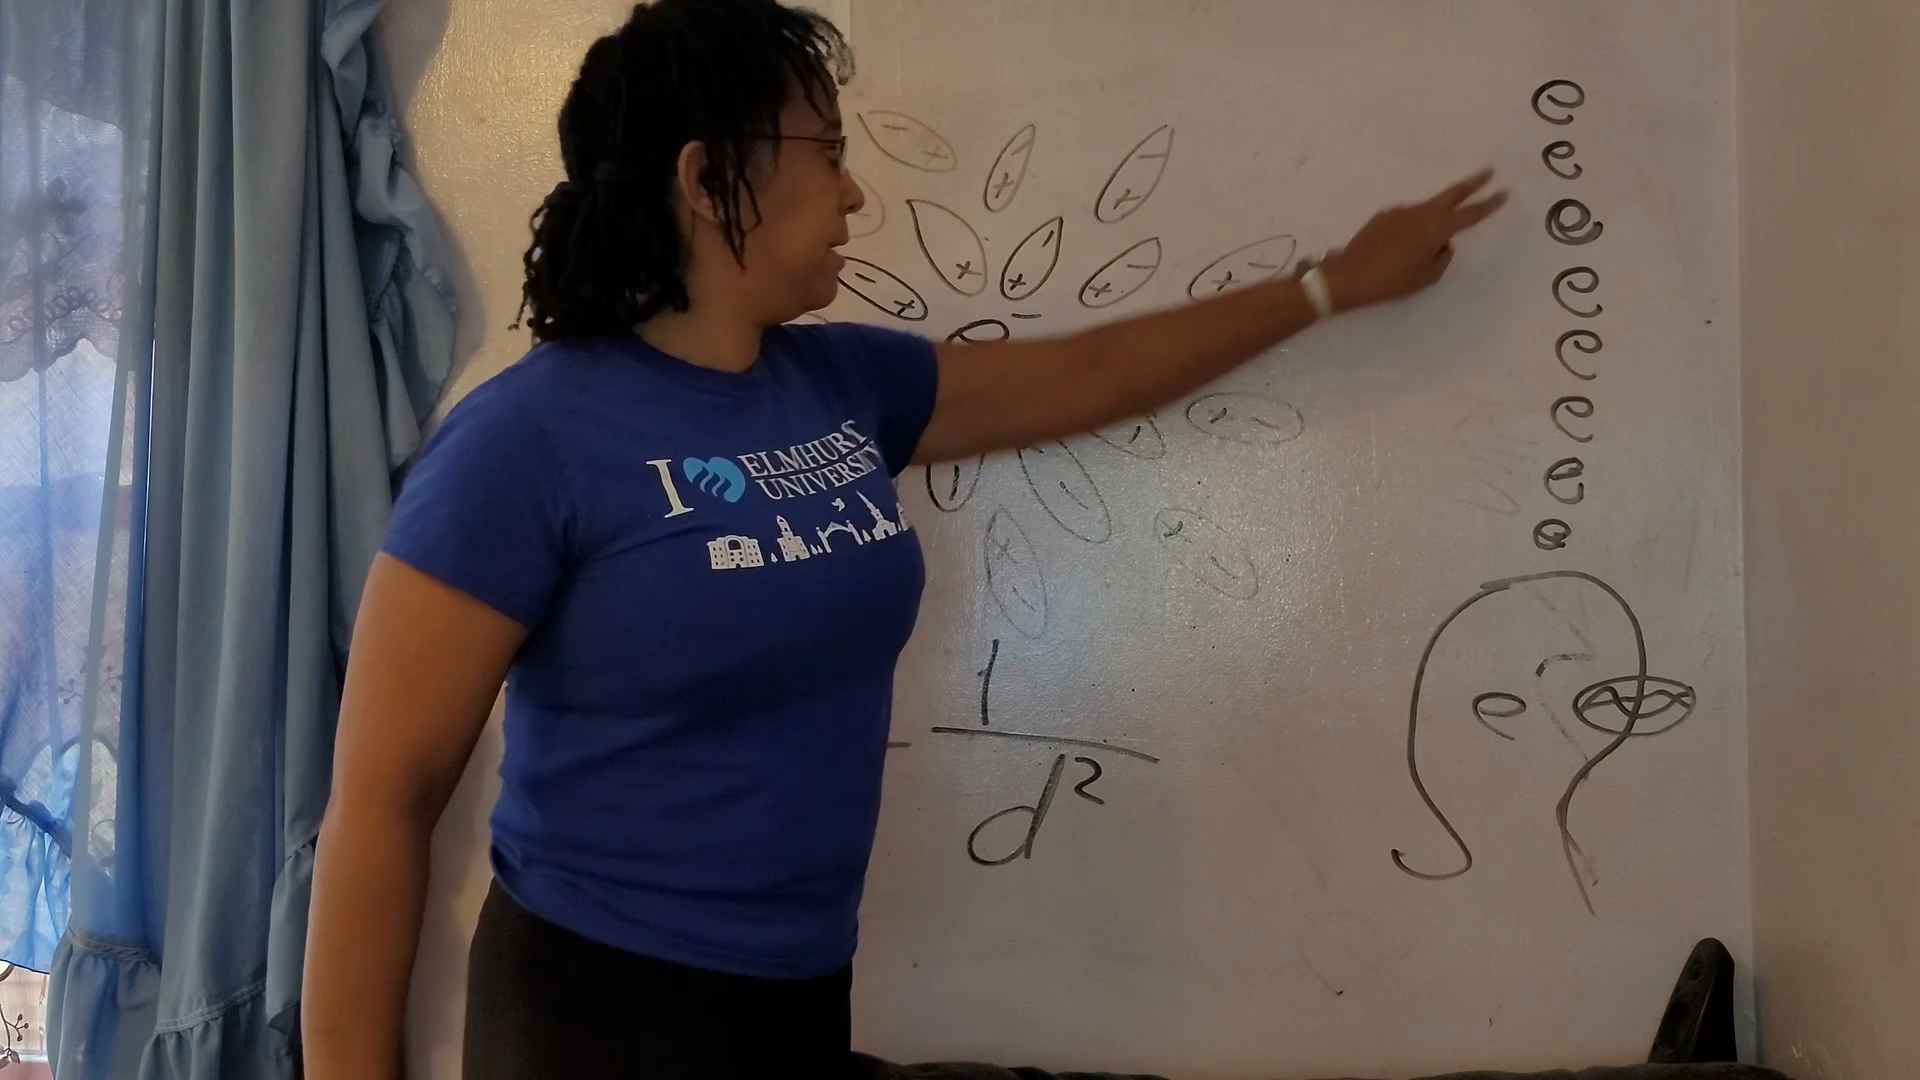 I ELMHURST
UNIVERSITY
- + - + - +
+ + - + - + -
- + -
+ -
- - + -
+ -
+ -
e
e
e
e
e
e
e
e
e
1
d²